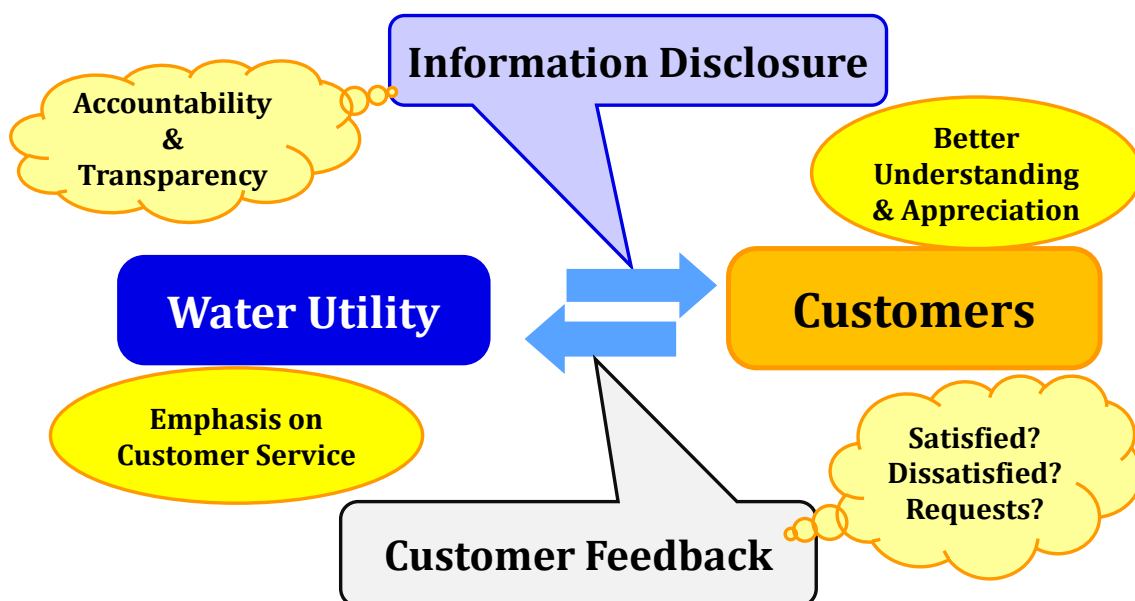 Information Disclosure
Accountability
&
Transparency
Better
Understanding
& Appreciation
Water Utility
Customers
Emphasis on
Customer Service
Satisfied?
Dissatisfied?
Requests?
Customer Feedback